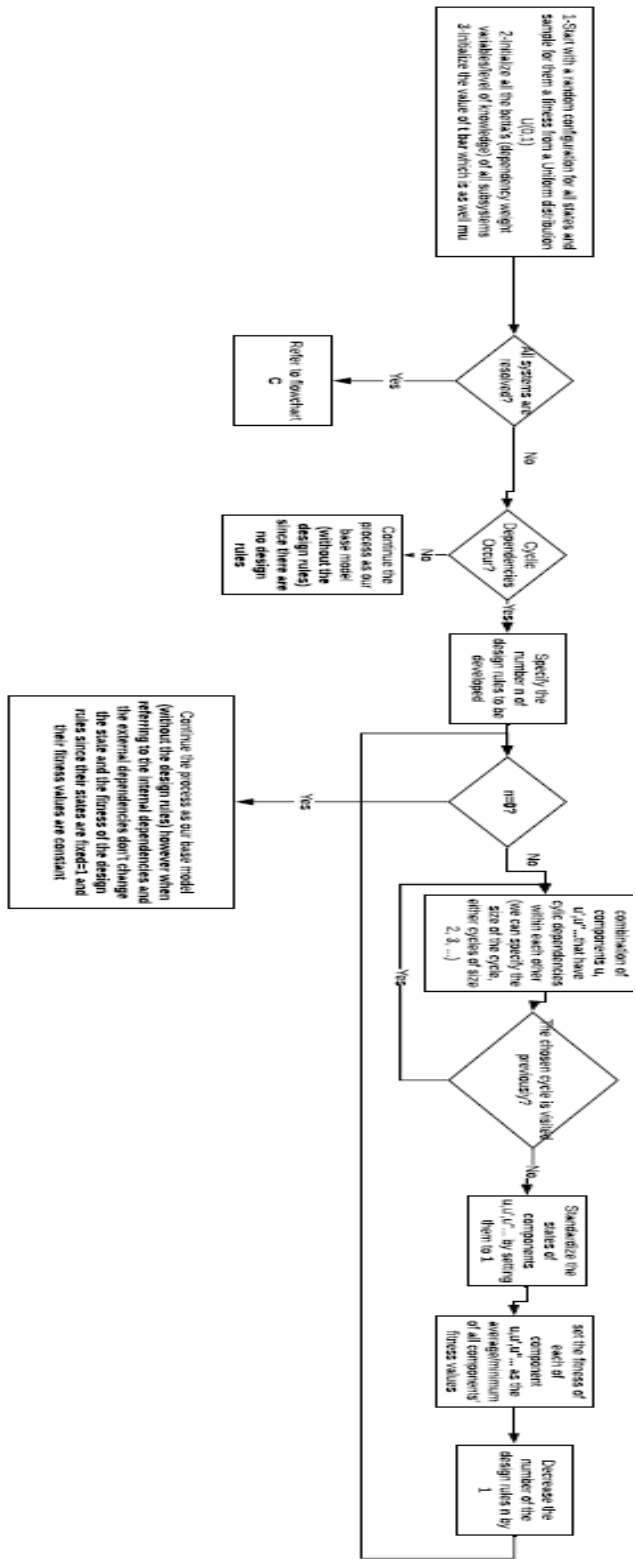 1-Start with a random configuration for all states and
sample for them a fitness from a Uniform distribution
U(0,1)
2-Initialize all the betta's (dependency weight
variables/level of knowledge) of all subsystems
3-Initialize the value of t bar which is as well mu
All systems are
resolved?
Yes
Refer to flowchart
C
No
Cyclic
Dependencies
Occur?
No
Continue the
process as our
base model
(without the
design rules)
since there are
no design
rules
Yes
Specify the
number n of
design rules to be
developed
n=0?
Yes
Continue the process as our base model
(without the design rules) however when
referring to the internal dependencies and
the external dependencies don't change
the state and the fitness of the design
rules since their states are fixed=1 and
their fitness values are constant
No
combination of
components u,
u',u''...that have
cylic dependencies
within each other
(we can specify the
size of the cycle,
either cycles of size
2, 3, ...)
The chosen cycle is visited
previously?
Yes
No
Standardize the
states of
components
u,u',u''... by setting
them to 1
set the fitness of
each of
component
u,u',u''... as the
average/minimum
of all components'
fitness values
Decrease the
number of the
design rules n by
1